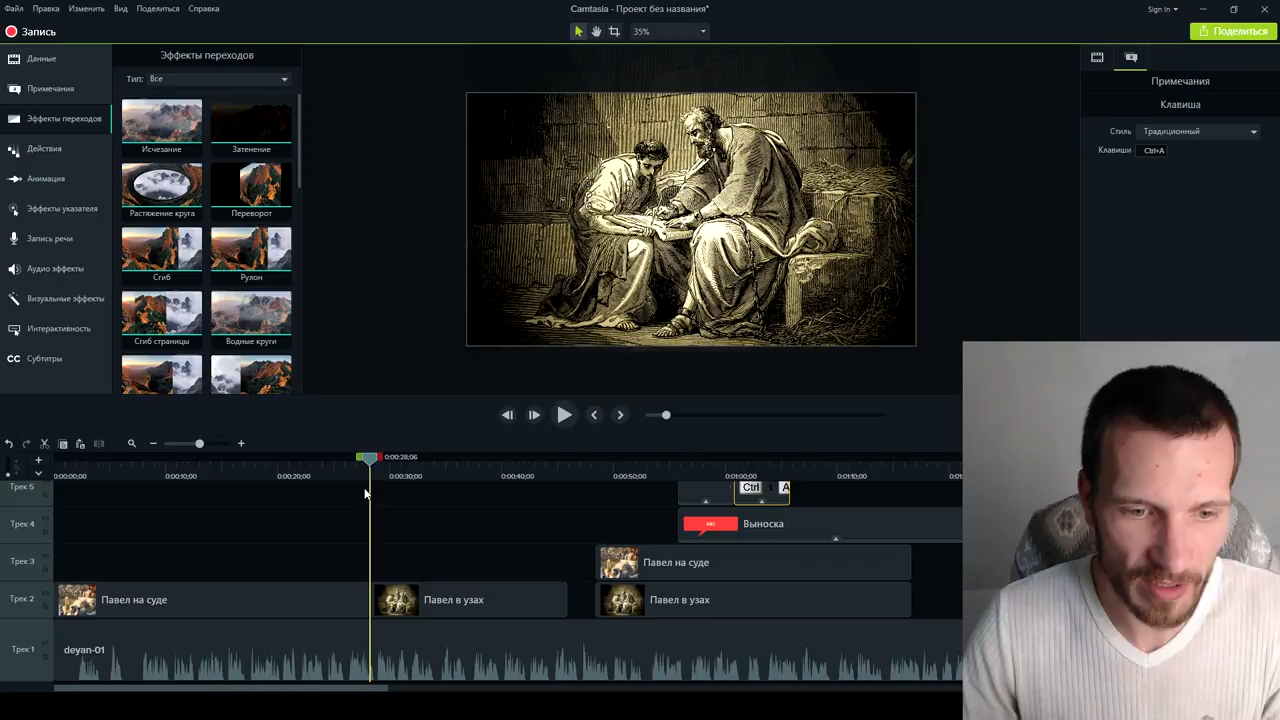 Файл Правка Изменить Вид Поделиться Справка
Camtasia - Проект без названия*
Sign In
Запись
35%
Поделиться
Данные
Примечания
Эффекты переходов
Действия
Анимация
Эффекты указателя
Запись речи
Аудио эффекты
Визуальные эффекты
Интерактивность
Субтитры
Эффекты переходов
Тип: Все
Исчезание Затенение
Растяжение круга Переворот
Сгиб Рулон
Сгиб страницы Водные круги
Примечания
Клавиша
Стиль Традиционный
Клавиши Ctrl+A
0:00:28;06
0:00:00;00 0:00:10;00 0:00:20;00 0:00:30;00 0:00:40;00 0:00:50;00 0:01:00;00 0:01:10;00
Трек 5 Ctrl A
Трек 4 ABC Выноска
Трек 3 Павел на суде
Трек 2 Павел на суде Павел в узах Павел в узах
Трек 1 deyan-01